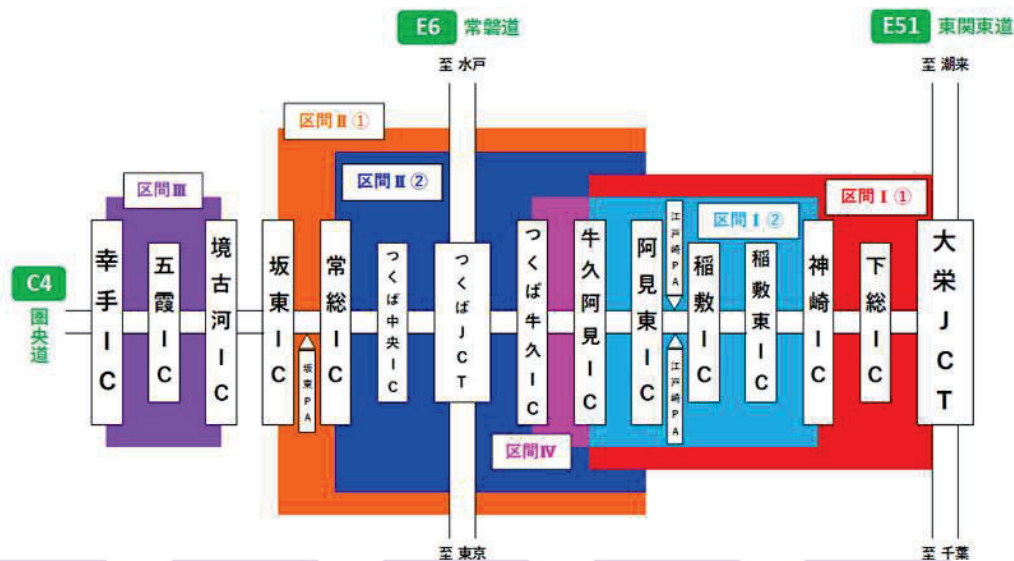 E6 常磐道
E51 東関東道
至 水戸
至 潮来
区間Ⅱ①
区間Ⅲ
区間Ⅱ②
区間Ⅰ②
区間Ⅰ①
C4
圏央道
幸手IC
五霞IC
境古河IC
坂東IC
坂東PA
常総IC
つくば中央IC
つくばJCT
つくば牛久IC
牛久阿見IC
阿見東IC
江戸崎PA
江戸崎PA
稲敷IC
稲敷東IC
神崎IC
下総IC
大栄JCT
区間Ⅳ
至 東京
至 千葉